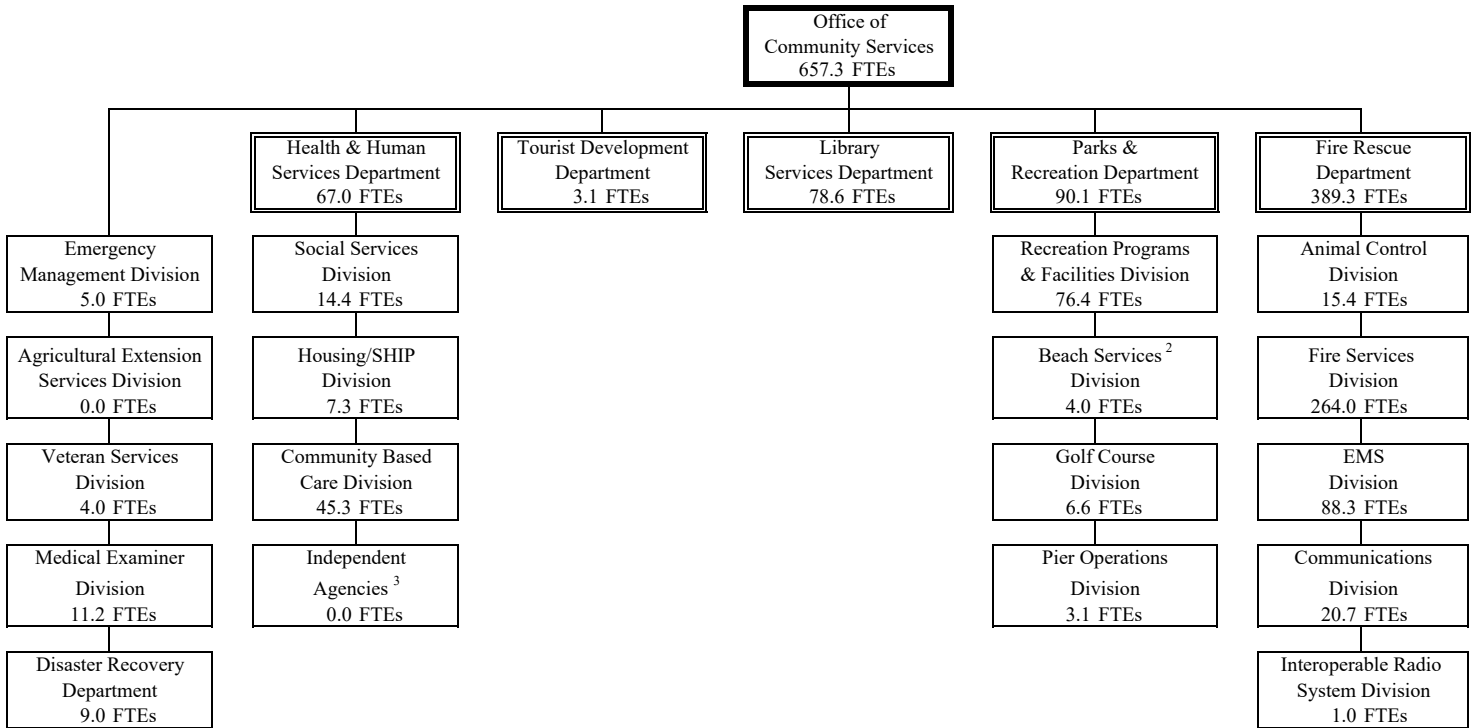 Office of
Community Services
657.3 FTEs
Health & Human
Services Department
67.0 FTEs
Tourist Development
Department
3.1 FTEs
Library
Services Department
78.6 FTEs
Parks &
Recreation Department
90.1 FTEs
Fire Rescue
Department
389.3 FTEs
Emergency
Management Division
5.0 FTEs
Social Services
Division
14.4 FTEs
Recreation Programs
& Facilities Division
76.4 FTEs
Animal Control
Division
15.4 FTEs
Agricultural Extension
Services Division
0.0 FTEs
Housing/SHIP
Division
7.3 FTEs
Beach Services 2
Division
4.0 FTEs
Fire Services
Division
264.0 FTEs
Veteran Services
Division
4.0 FTEs
Community Based
Care Division
45.3 FTEs
Golf Course
Division
6.6 FTEs
EMS
Division
88.3 FTEs
Medical Examiner
Division
11.2 FTEs
Independent
Agencies 3
0.0 FTEs
Pier Operations
Division
3.1 FTEs
Communications
Division
20.7 FTEs
Disaster Recovery
Department
9.0 FTEs
Interoperable Radio
System Division
1.0 FTEs